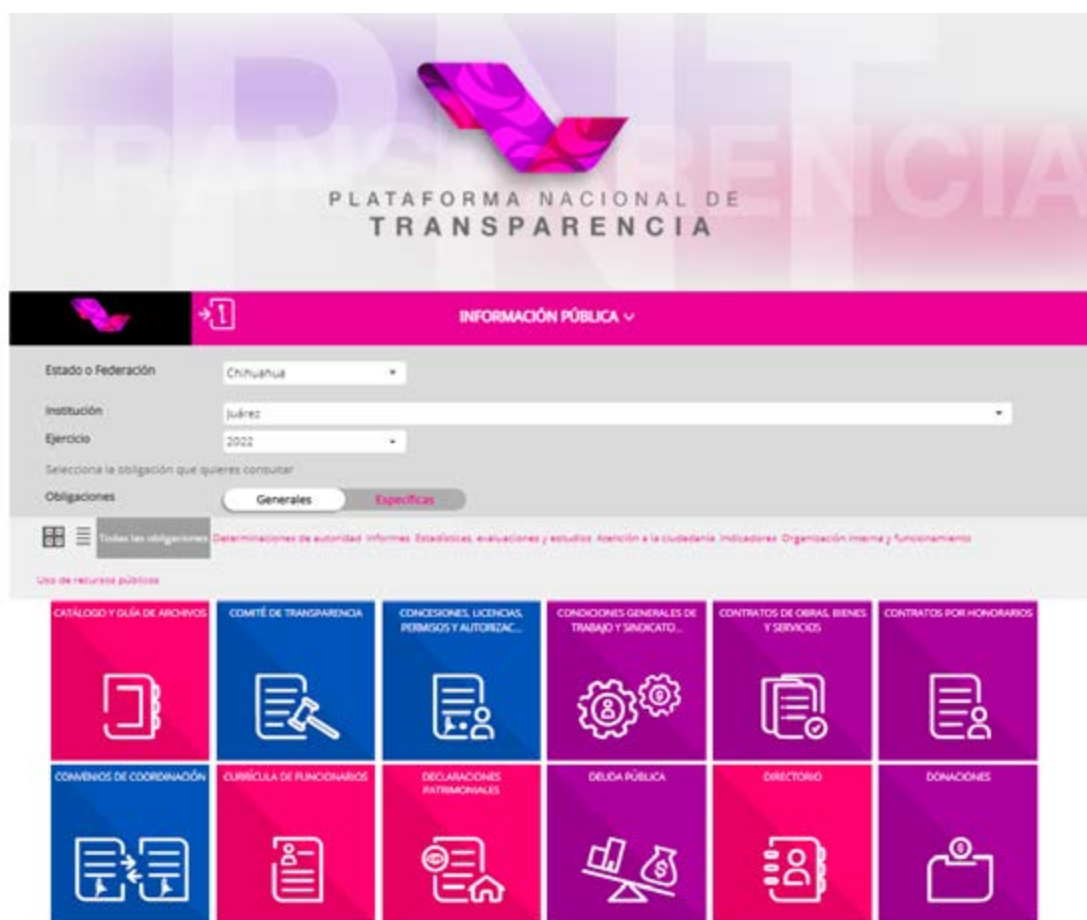 PNT
TRANSPARENCIA
PLATAFORMA NACIONAL DE
TRANSPARENCIA
INFORMACIÓN PÚBLICA
Estado o Federación
Chihuahua
Institución
Juárez
Ejercicio
2022
Selecciona la obligación que quieres consultar
Obligaciones
Generales
Específicas
Todas las obligaciones Determinaciones de autoridad Informes Estadísticas, evaluaciones y estudios Atención a la ciudadanía Indicadores Organización interna y funcionamiento
Uso de recursos públicos
CATÁLOGO Y GUÍA DE ARCHIVOS
COMITÉ DE TRANSPARENCIA
CONCESIONES, LICENCIAS,
PERMISOS Y AUTORIZAC...
CONDICIONES GENERALES DE
TRABAJO Y SINDICATO...
CONTRATOS DE OBRAS, BIENES
Y SERVICIOS
CONTRATOS POR HONORARIOS
CONVENIOS DE COORDINACIÓN
CURRÍCULA DE FUNCIONARIOS
DECLARACIONES
PATRIMONIALES
DEUDA PÚBLICA
DIRECTORIO
DONACIONES